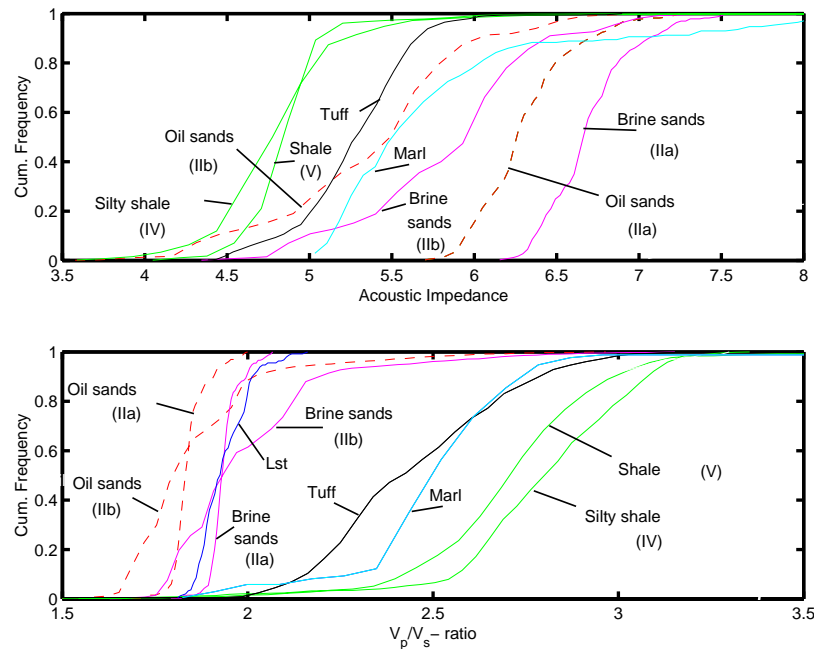 Cum. Frequency
1
0.8
0.6
0.4
0.2
0
Tuff
Oil sands
(IIb)
Shale
(V)
Marl
Brine sands
(IIa)
Silty shale
(IV)
Brine
sands
(IIb)
Oil sands
(IIa)
3.5 4 4.5 5 5.5 6 6.5 7 7.5 8
Acoustic Impedance
Cum. Frequency
1
0.8
0.6
0.4
0.2
0
Oil sands
(IIa)
Brine sands
(IIb)
Lst
Oil sands
(IIb)
Tuff
Marl
Shale (V)
Silty shale
(IV)
Brine
sands
(IIa)
1.5 2 2.5 3 3.5
Vp/Vs− ratio